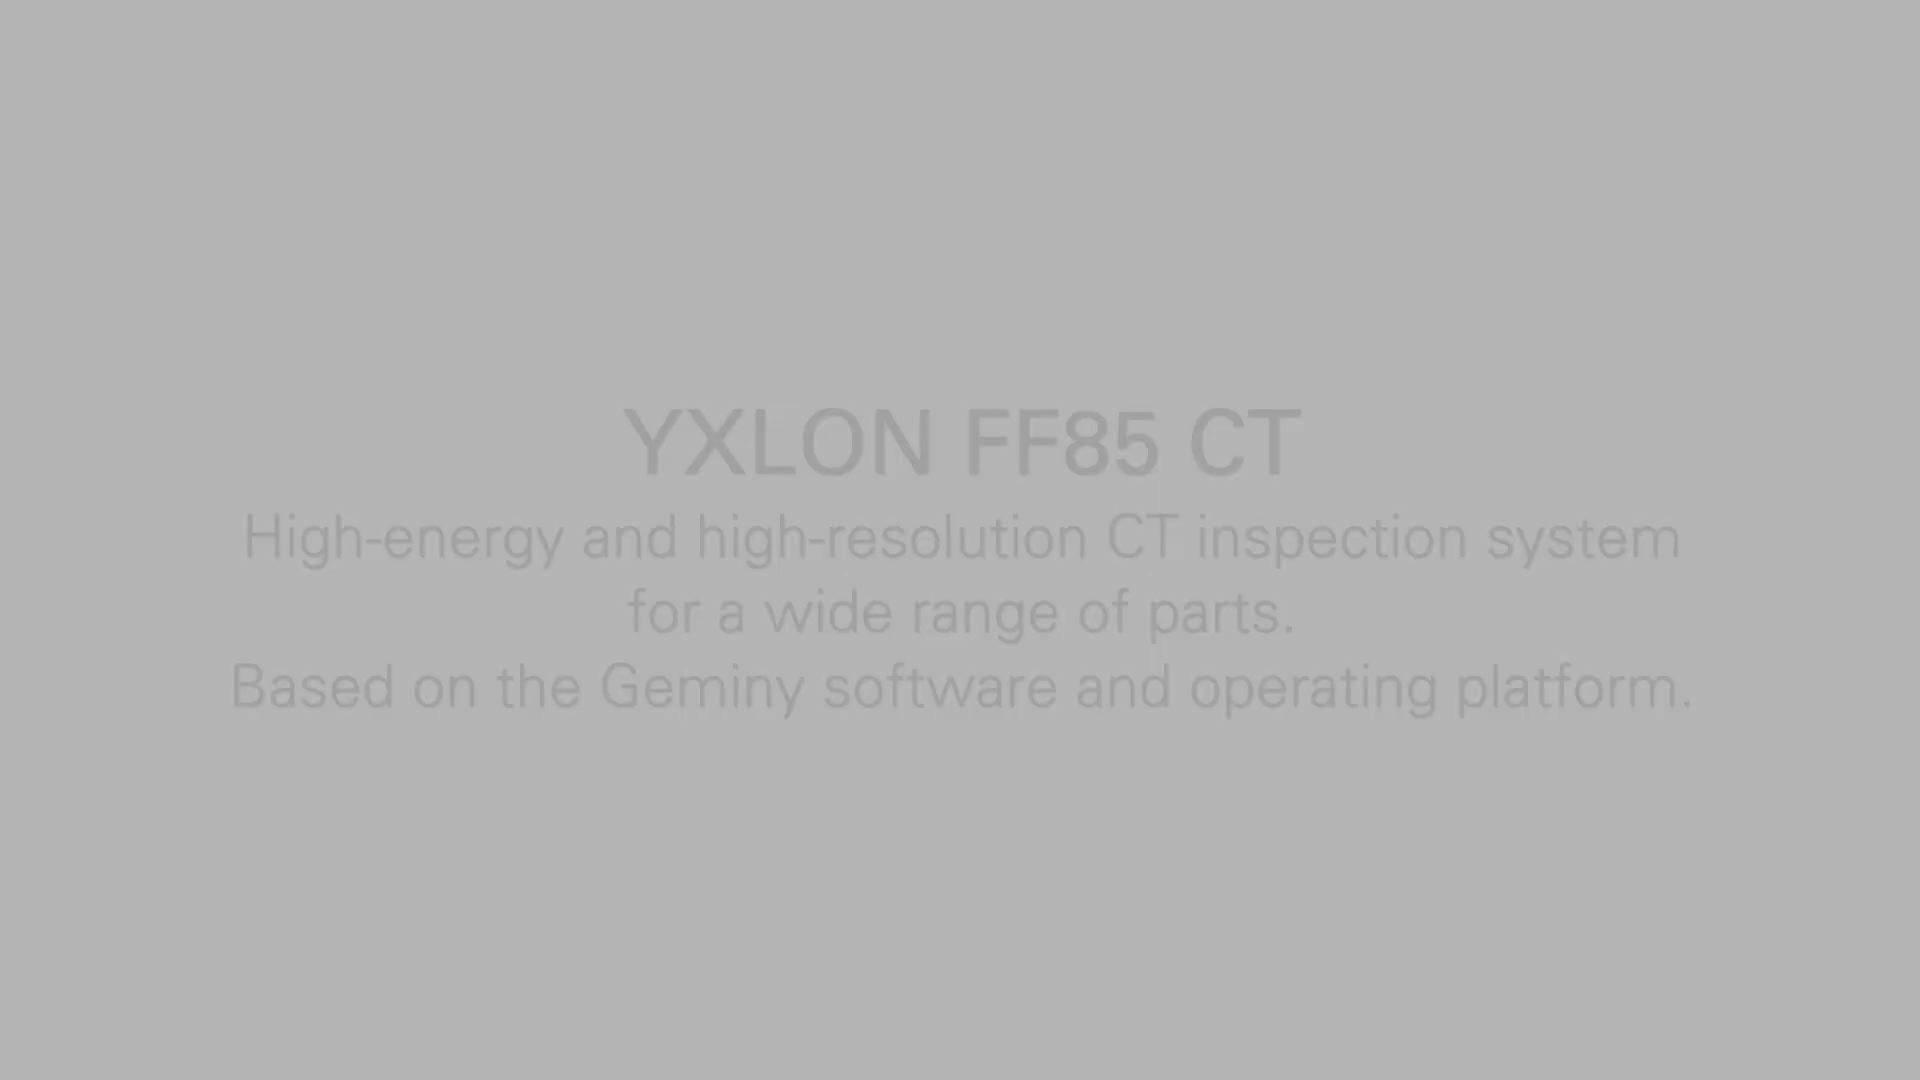 YXLON FF85 CT
High-energy and high-resolution CT inspection system
for a wide range of parts.
Based on the Geminy software and operating platform.